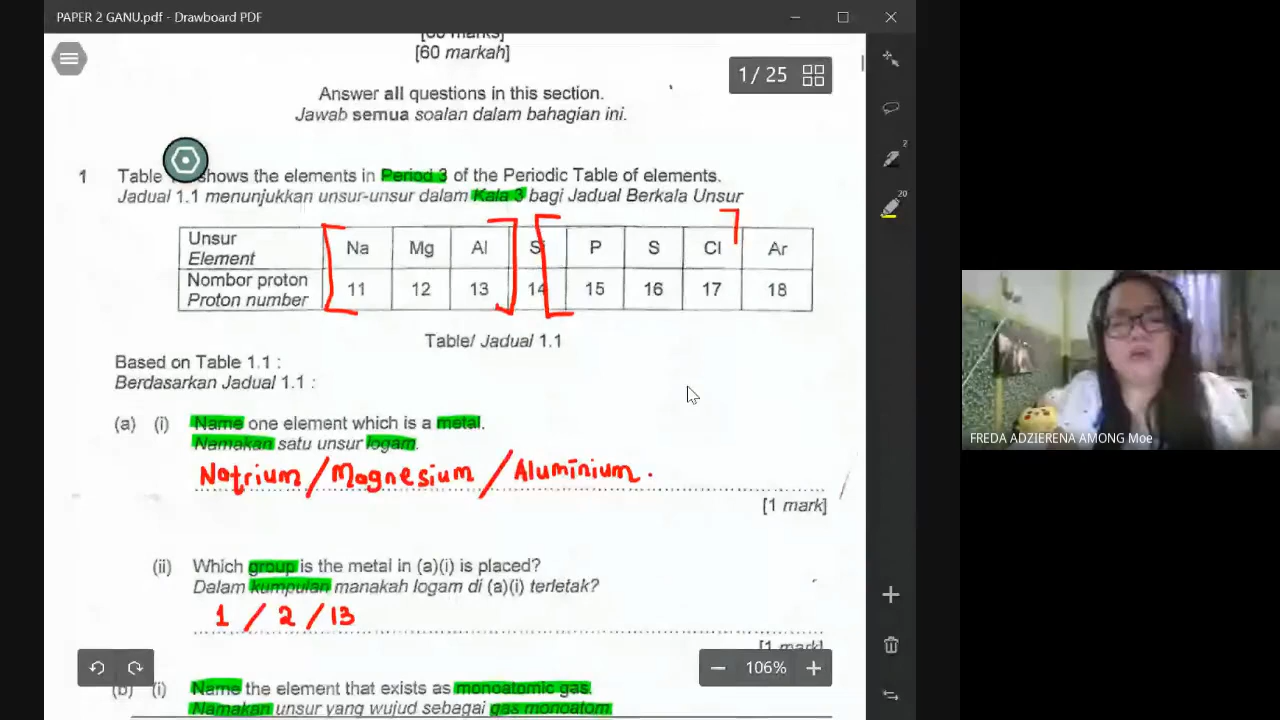 PAPER 2 GANU.pdf - Drawboard PDF
[60 marks]
[60 markah]
1 / 25
Answer all questions in this section.
Jawab semua soalan dalam bahagian ini.
1 Table shows the elements in Period 3 of the Periodic Table of elements.
Jadual 1.1 menunjukkan unsur-unsur dalam Kala 3 bagi Jadual Berkala Unsur
Unsur
Element
Na Mg Al Si P S Cl Ar
Nombor proton
Proton number
11 12 13 14 15 16 17 18
Table/ Jadual 1.1
Based on Table 1.1 :
Berdasarkan Jadual 1.1 :
(a) (i) Name one element which is a metal.
Namakan satu unsur logam.
Natrium / Magnesium / Aluminium.
[1 mark]
(ii) Which group is the metal in (a)(i) is placed?
Dalam kumpulan manakah logam di (a)(i) terletak?
1 / 2 / 13
[1 mark]
(b) (i) Name the element that exists as monoatomic gas.
Namakan unsur yang wujud sebagai gas monoatom
106%
2
20
FREDA ADZIERENA AMONG Moe